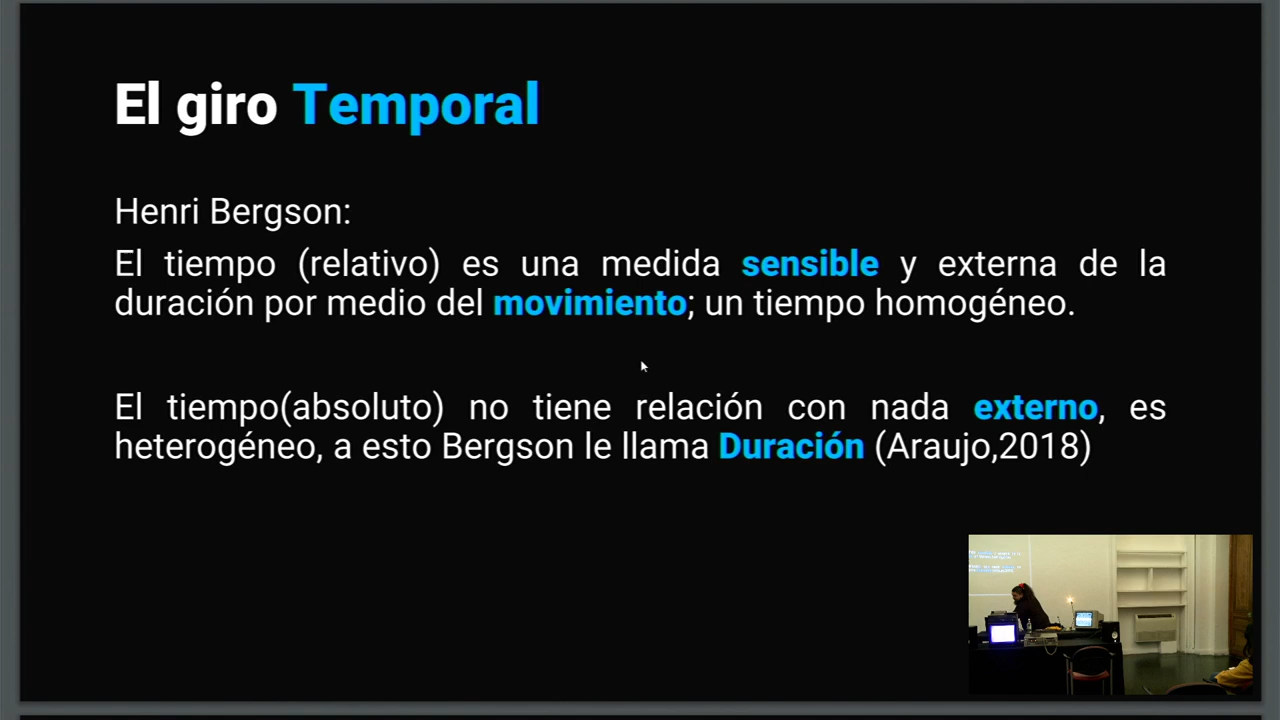 El giro Temporal
Henri Bergson:
El tiempo (relativo) es una medida sensible y externa de la
duración por medio del movimiento; un tiempo homogéneo.
El tiempo(absoluto) no tiene relación con nada externo, es
heterogéneo, a esto Bergson le llama Duración (Araujo,2018)